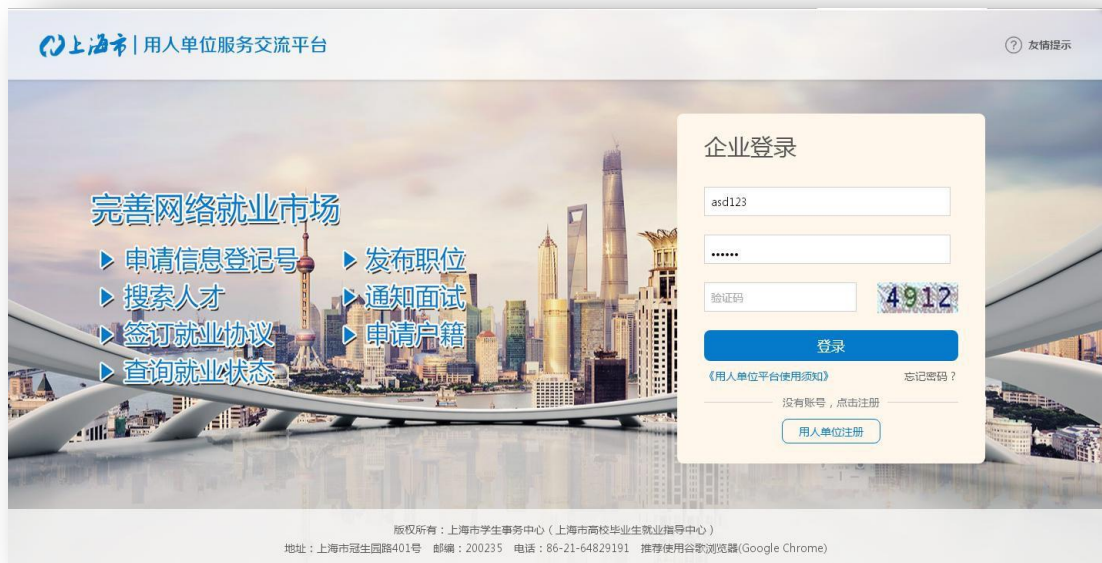 上海市 | 用人单位服务交流平台
? 友情提示
完善网络就业市场
申请信息登记号
发布职位
搜索人才
通知面试
签订就业协议
申请户籍
查询就业状态
企业登录
asd123
••••••
验证码
4912
登录
《用人单位平台使用须知》 忘记密码 ?
没有账号，点击注册
用人单位注册
版权所有：上海市学生事务中心（上海市高校毕业生就业指导中心）
地址：上海市冠生园路401号 邮编：200235 电话：86-21-64829191 推荐使用谷歌浏览器(Google Chrome)